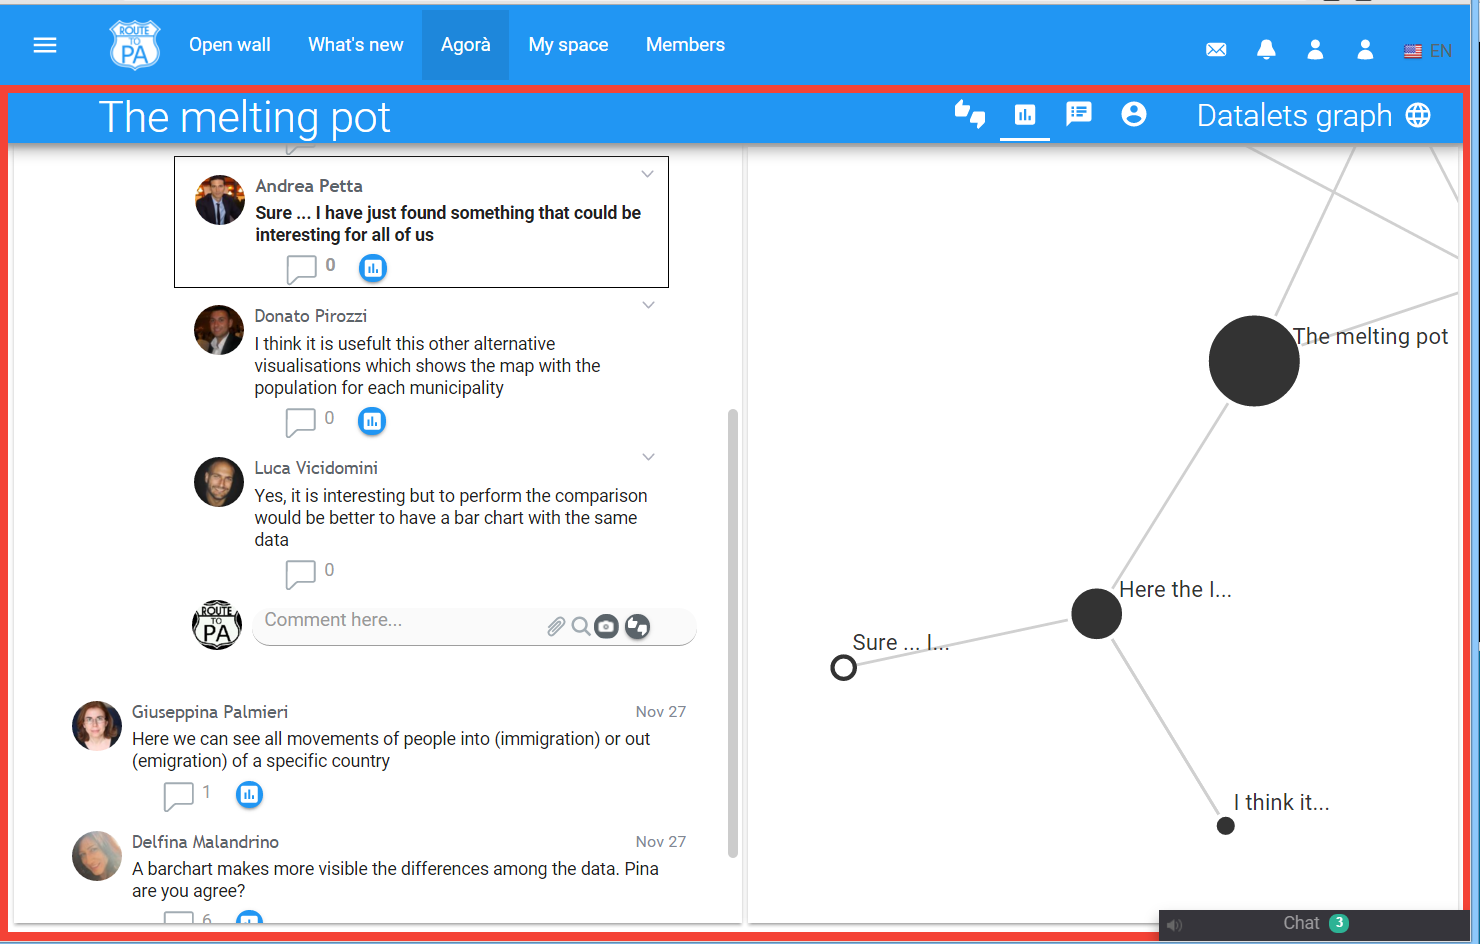 ROUTE
TO
PA
Open wall
What's new
Agorà
My space
Members
EN
The melting pot
Datalets graph
Andrea Petta
Sure ... I have just found something that could be
interesting for all of us
0
Donato Pirozzi
I think it is usefult this other alternative
visualisations which shows the map with the
population for each municipality
0
Luca Vicidomini
Yes, it is interesting but to perform the comparison
would be better to have a bar chart with the same
data
0
ROUTE
TO
PA
Comment here...
Giuseppina Palmieri
Nov 27
Here we can see all movements of people into (immigration) or out
(emigration) of a specific country
1
Delfina Malandrino
Nov 27
A barchart makes more visible the differences among the data. Pina
are you agree?
6
The melting pot
Here the I...
Sure ... I...
I think it...
Chat 3